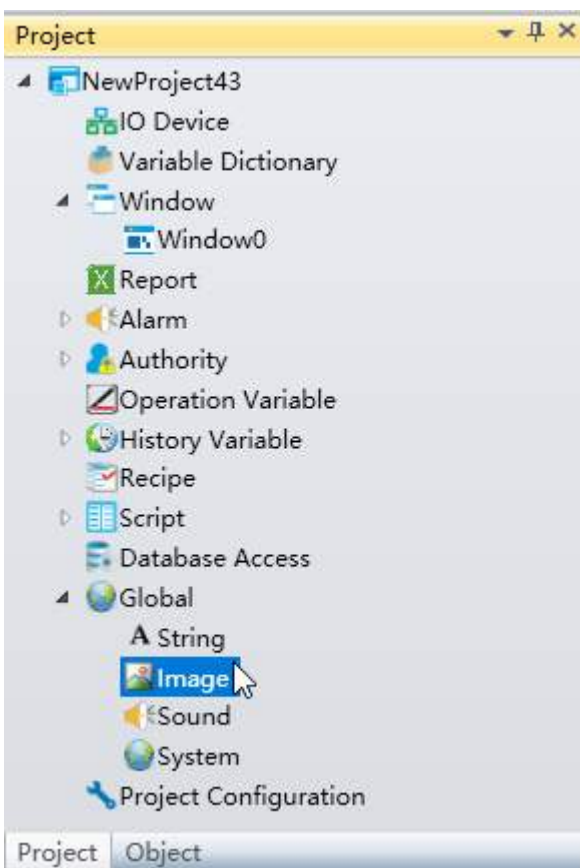 Project
NewProject43
IO Device
Variable Dictionary
Window
Window0
Report
Alarm
Authority
Operation Variable
History Variable
Recipe
Script
Database Access
Global
A String
Image
Sound
System
Project Configuration
Project Object